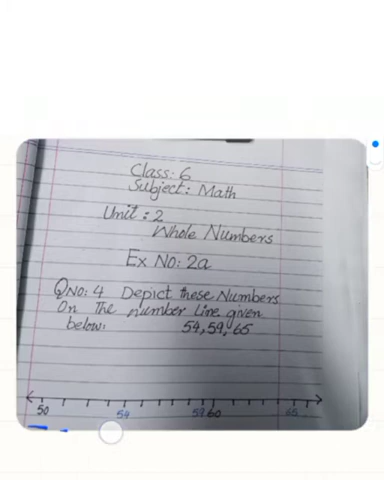 Class: 6
Subject: Math
Unit: 2
Whole Numbers
Ex NO: 2a
QNO: 4 Depict these Numbers
On The number Line given
below: 54, 59, 65
50 54 59 60 65